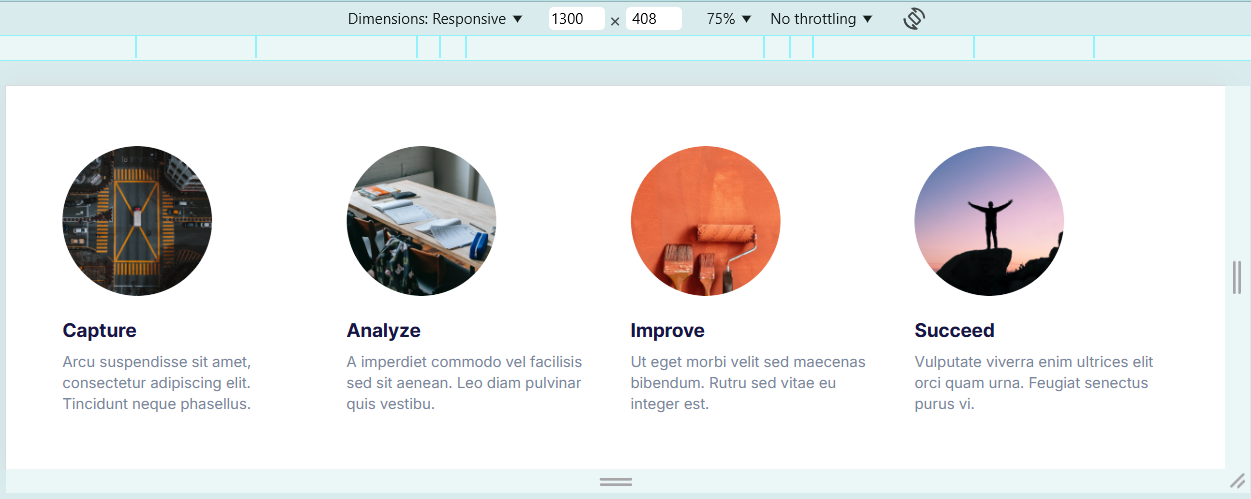 Dimensions: Responsive ▼ 1300 × 408 75% ▼ No throttling ▼
Capture
Arcu suspendisse sit amet,
consectetur adipiscing elit.
Tincidunt neque phasellus.
Analyze
A imperdiet commodo vel facilisis
sed sit aenean. Leo diam pulvinar
quis vestibu.
Improve
Ut eget morbi velit sed maecenas
bibendum. Rutru sed vitae eu
integer est.
Succeed
Vulputate viverra enim ultrices elit
orci quam urna. Feugiat senectus
purus vi.